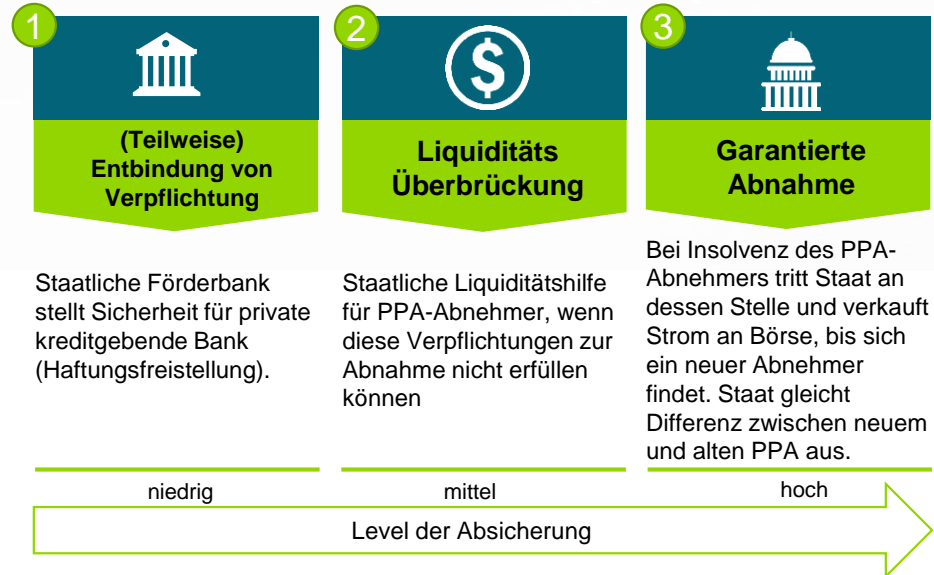 1
(Teilweise)
Entbindung von
Verpflichtung
Staatliche Förderbank
stellt Sicherheit für private
kreditgebende Bank
(Haftungsfreistellung).
niedrig
2
$
Liquiditäts
Überbrückung
Staatliche Liquiditätshilfe
für PPA-Abnehmer, wenn
diese Verpflichtungen zur
Abnahme nicht erfüllen
können
mittel
3
Garantierte
Abnahme
Bei Insolvenz des PPA-
Abnehmers tritt Staat an
dessen Stelle und verkauft
Strom an Börse, bis sich
ein neuer Abnehmer
findet. Staat gleicht
Differenz zwischen neuem
und alten PPA aus.
hoch
Level der Absicherung